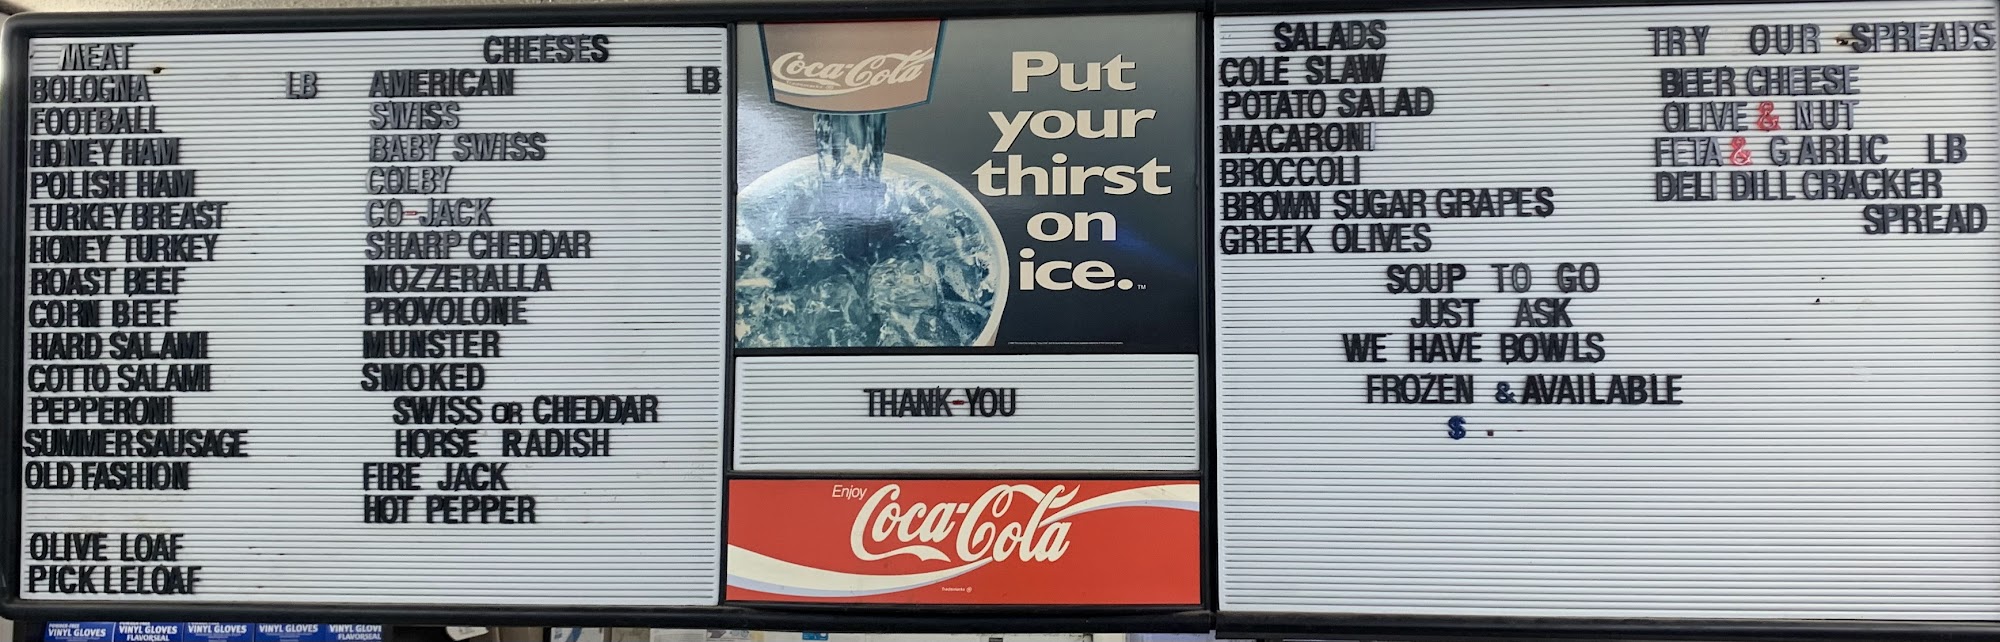 MEAT
BOLOGNA LB
FOOTBALL
HONEY HAM
POLISH HAM
TURKEY BREAST
HONEY TURKEY
ROAST BEEF
CORN BEEF
HARD SALAMI
COTTO SALAMI
PEPPERONI
SUMMER SAUSAGE
OLD FASHION
OLIVE LOAF
PICKLELOAF
CHEESES
AMERICAN LB
SWISS
BABY SWISS
COLBY
CO-JACK
SHARP CHEDDAR
MOZZERALLA
PROVOLONE
MUNSTER
SMOKED
SWISS OR CHEDDAR
HORSE RADISH
FIRE JACK
HOT PEPPER
Coca-Cola
Put
your
thirst
on
ice.™
THANK-YOU
Enjoy
Coca-Cola
SALADS
COLE SLAW
POTATO SALAD
MACARONI
BROCCOLI
BROWN SUGAR GRAPES
GREEK OLIVES
TRY OUR SPREADS
BEER CHEESE
OLIVE & NUT
FETA & GARLIC LB
DELI DILL CRACKER
SPREAD
SOUP TO GO
JUST ASK
WE HAVE BOWLS
FROZEN & AVAILABLE
$ .
VINYL GLOVES
VINYL GLOVES
FLAVORSEAL
VINYL GLOVES
VINYL GLOVES
VINYL GLOVES
FLAVORSEAL